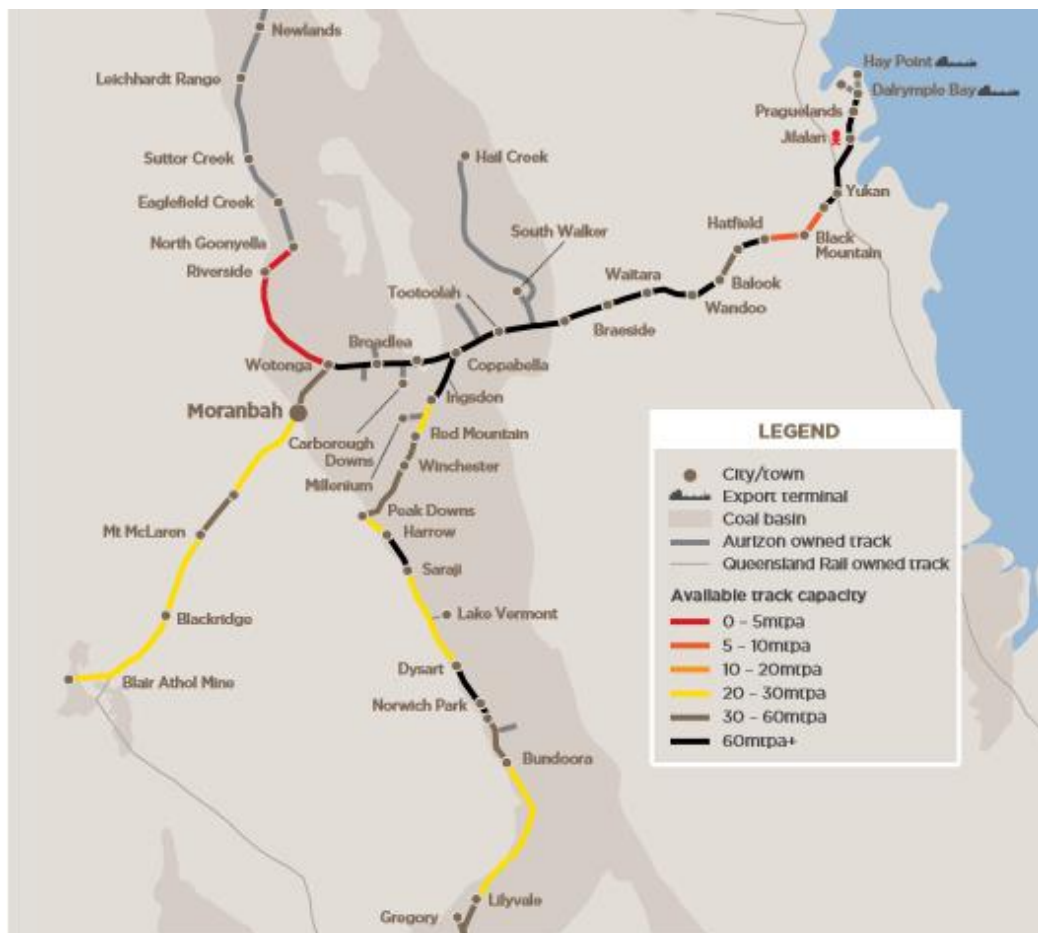 Newlands
Leichhardt Range
Suttor Creek
Eaglefield Creek
North Goonyella
Riverside
Hail Creek
South Walker
Hay Point
Dalrymple Bay
Praguelands
Jilalan
Yukan
Hatfield
Black
Mountain
Balook
Wandoo
Waitara
Braeside
Tootoolah
Broadlea
Wotonga
Coppabella
Moranbah
Ingsdon
Carborough
Downs
Red Mountain
Millenium
Winchester
Peak Downs
Mt McLaren
Harrow
Saraji
Blackridge
Lake Vermont
Blair Athol Mine
Dysart
Norwich Park
Bundoora
Lilyvale
Gregory
LEGEND
City/town
Export terminal
Coal basin
Aurizon owned track
Queensland Rail owned track
Available track capacity
0 – 5mtpa
5 – 10mtpa
10 – 20mtpa
20 – 30mtpa
30 – 60mtpa
60mtpa+